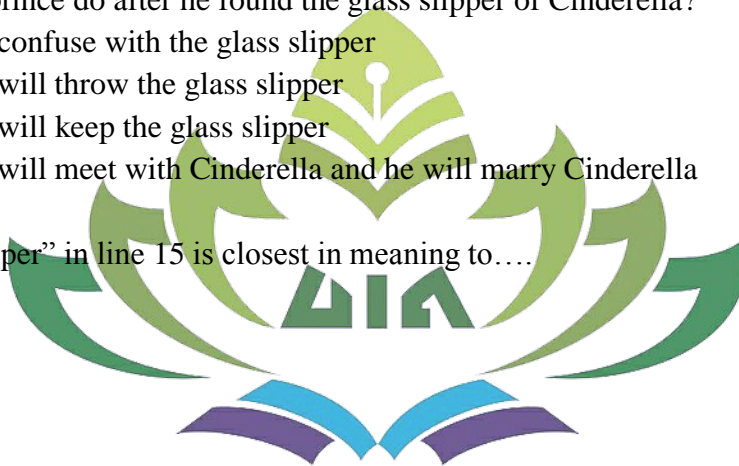 prince do after he found the glass slipper of Cinderella?
confuse with the glass slipper
will throw the glass slipper
will keep the glass slipper
will meet with Cinderella and he will marry Cinderella
per” in line 15 is closest in meaning to….
UIN